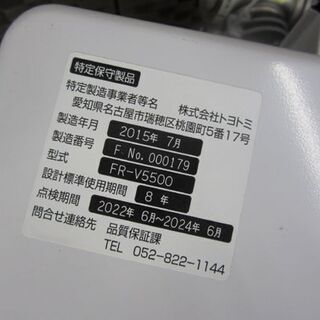 特定保守製品
特定製造事業者等名 株式会社トヨトミ
愛知県名古屋市瑞穂区桃園町5番17号
製造年月 2015年 7月
製造番号 F No. 000179
型式 FR-V5500
設計標準使用期間 8 年
点検期間 2022年 6月~2024年 6月
問合せ連絡先 品質保証課
TEL 052-822-1144